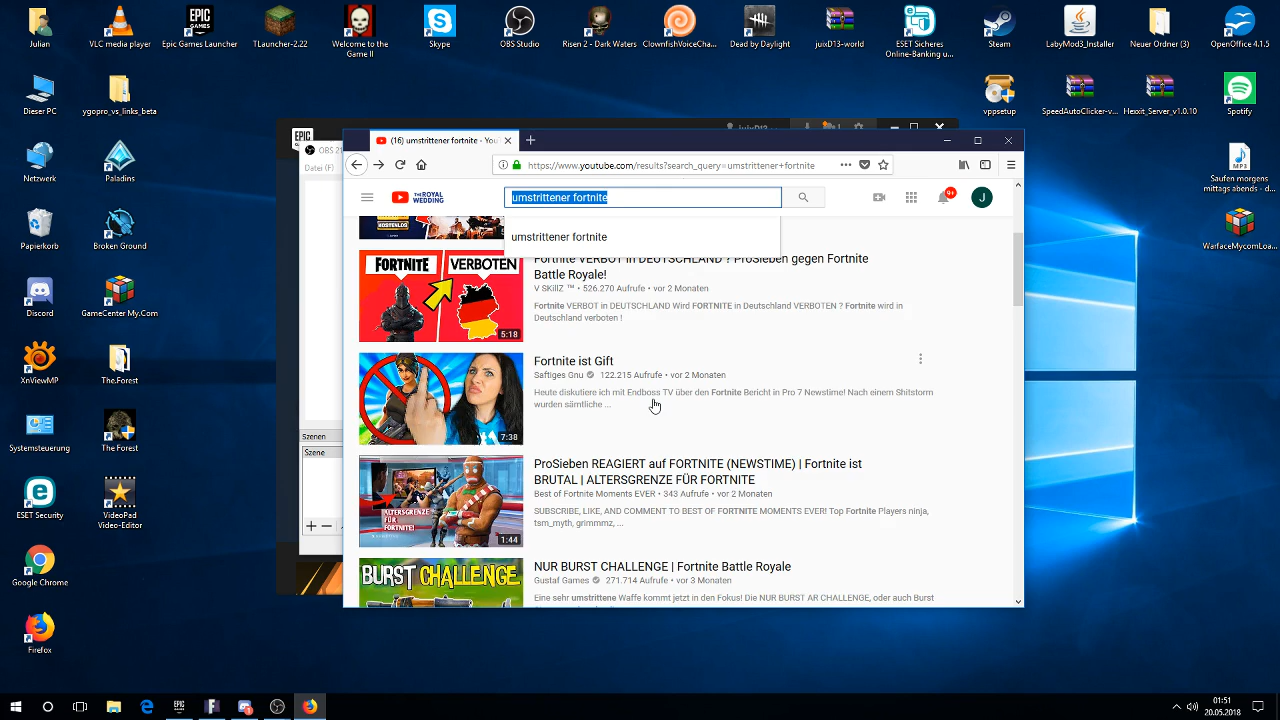 Julian
VLC media player
Epic Games Launcher
TLauncher-2.22
Welcome to the
Game II
Skype
OBS Studio
Risen 2 - Dark Waters
ClownfishVoiceCha...
Dead by Daylight
juixD13-world
ESET Sicheres
Online-Banking u...
Steam
LabyMod3_Installer
Neuer Ordner (3)
OpenOffice 4.1.5
Dieser PC
ygopro_vs_links_beta
vppsetup
SpeedAutoClicker-v...
Hexxit_Server_v1.0.10
Spotify
Netzwerk
Paladins
Saufen morgens
mittags abends - d...
Papierkorb
Broken Ground
WarfaceMycomLoa...
Discord
GameCenter My.Com
XnViewMP
The.Forest
Systemsteuerung
The Forest
ESET Security
VideoPad
Video-Editor
Google Chrome
Firefox
EPIC
OBS 21
Datei (F)
Szenen
Szene
(16) umstrittener fortnite - You
https://www.youtube.com/results?search_query=umstrittener+fortnite
THE ROYAL
WEDDING
umstrittener fortnite
9+
J
umstrittener fortnite
KOSTENLOS
FORTNITE
VERBOTEN
5:18
Fortnite VERBOT in DEUTSCHLAND ? ProSieben gegen Fortnite
Battle Royale!
V SKillZ ™ • 526.270 Aufrufe • vor 2 Monaten
Fortnite VERBOT in DEUTSCHLAND Wird FORTNITE in Deutschland VERBOTEN ? Fortnite wird in
Deutschland verboten !
7:38
Fortnite ist Gift
Saftiges Gnu 122.215 Aufrufe • vor 2 Monaten
Heute diskutiere ich mit Endboss TV über den Fortnite Bericht in Pro 7 Newstime! Nach einem Shitstorm
wurden sämtliche ...
ALTERSGRENZE
FÜR
FORTNITE!
1:44
ProSieben REAGIERT auf FORTNITE (NEWSTIME) | Fortnite ist
BRUTAL | ALTERSGRENZE FÜR FORTNITE
Best of Fortnite Moments EVER • 343 Aufrufe • vor 2 Monaten
SUBSCRIBE, LIKE, AND COMMENT TO BEST OF FORTNITE MOMENTS EVER! Top Fortnite Players ninja,
tsm_myth, grimmmz, ...
BURST CHALLENGE
NUR BURST CHALLENGE | Fortnite Battle Royale
Gustaf Games 271.714 Aufrufe • vor 3 Monaten
Eine sehr umstrittene Waffe kommt jetzt in den Fokus! Die NUR BURST AR CHALLENGE, oder auch Burst
01:51
20.05.2018